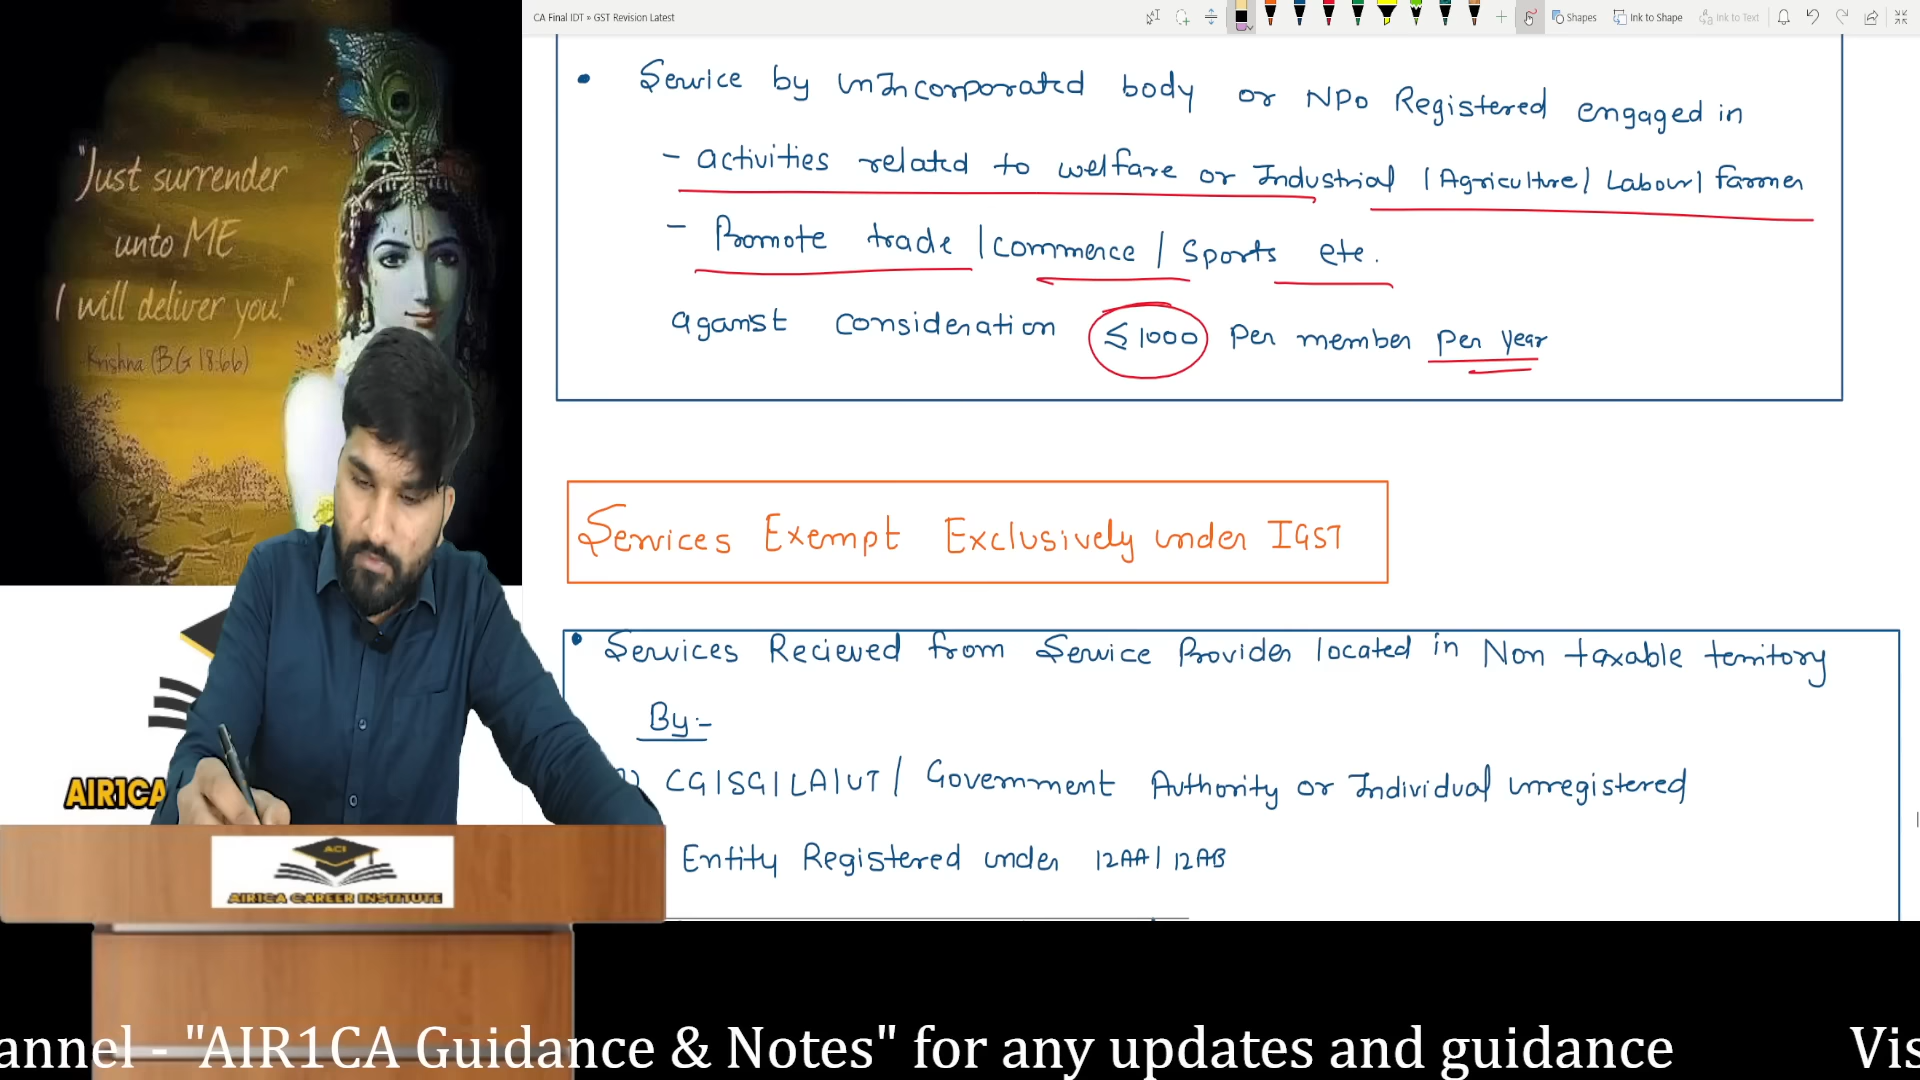 CA Final IDT » GST Revision Latest
Shapes
Ink to Shape
Ink to Text
"Just surrender
unto ME
I will deliver you!"
- Krishna (B.G 18:66)
• Service by unincorporated body or NPO Registered engaged in
- activities related to welfare or Industrial / Agriculture / Labour / farmer
- Promote trade / commerce / Sports etc.
aganst consideration ≤ 1000 Per member Per year
Services Exempt Exclusively under IGST
• Services Recieved from Service Provider located in Non taxable territory
By:-
CG/SG/LA/UT / Government Authority or Individual unregistered
Entity Registered under 12AA / 12AB
AIR1CA
ACI
AIR1CA CAREER INSTITUTE
annel - "AIR1CA Guidance & Notes" for any updates and guidance Vis